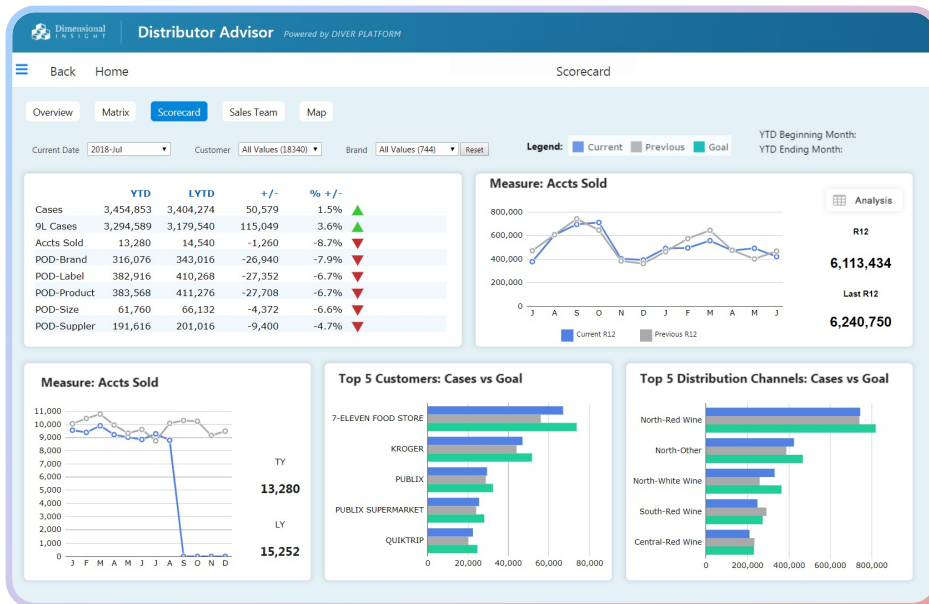 Dimensional
INSIGHT
Distributor Advisor Powered by DIVER PLATFORM
Back Home Scorecard
Overview Matrix Scorecard Sales Team Map
Current Date 2018-Jul Customer All Values (18340) Brand All Values (744) Reset
Legend: Current Previous Goal
YTD Beginning Month:
YTD Ending Month:
YTD LYTD +/- % +/-
Cases 3,454,853 3,404,274 50,579 1.5%
9L Cases 3,294,589 3,179,540 115,049 3.6%
Accts Sold 13,280 14,540 -1,260 -8.7%
POD-Brand 316,076 343,016 -26,940 -7.9%
POD-Label 382,916 410,268 -27,352 -6.7%
POD-Product 383,568 411,276 -27,708 -6.7%
POD-Size 61,760 66,132 -4,372 -6.6%
POD-Suppler 191,616 201,016 -9,400 -4.7%
Measure: Accts Sold
Analysis
800,000
600,000
400,000
200,000
0
J A S O N D J F M A M J
Current R12 Previous R12
R12
6,113,434
Last R12
6,240,750
Measure: Accts Sold
11,000
10,000
9,000
8,000
7,000
6,000
5,000
4,000
3,000
2,000
1,000
0
J F M A M J J A S O N D
TY
13,280
LY
15,252
Top 5 Customers: Cases vs Goal
7-ELEVEN FOOD STORE
KROGER
PUBLIX
PUBLIX SUPERMARKET
QUIKTRIP
0 20,000 40,000 60,000 80,000
Top 5 Distribution Channels: Cases vs Goal
North-Red Wine
North-Other
North-White Wine
South-Red Wine
Central-Red Wine
0 200,000 400,000 600,000 800,000